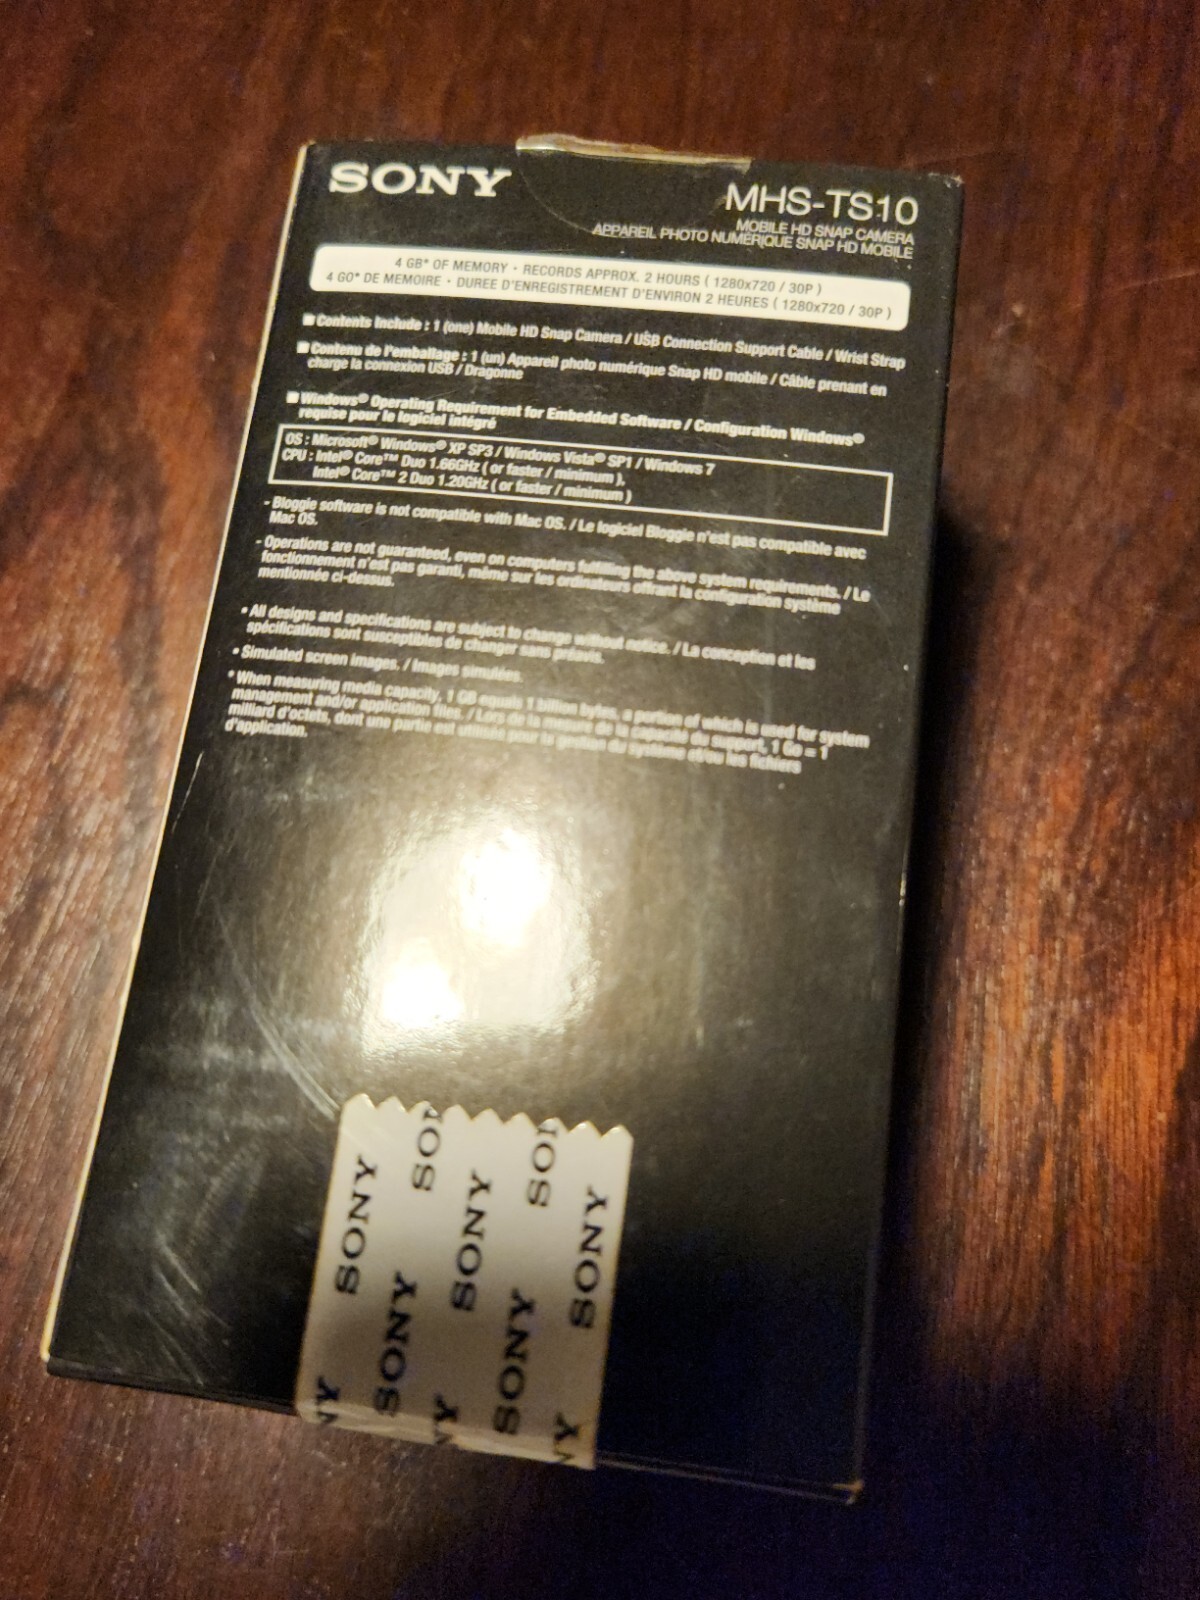 SONY
MHS-TS10
MOBILE HD SNAP CAMERA
APPAREIL PHOTO NUMÉRIQUE SNAP HD MOBILE
4 GB* OF MEMORY · RECORDS APPROX. 2 HOURS ( 1280x720 / 30P )
4 GO* DE MEMOIRE · DUREE D'ENREGISTREMENT D'ENVIRON 2 HEURES ( 1280x720 / 30P )
■ Contents Include : 1 (one) Mobile HD Snap Camera / USB Connection Support Cable / Wrist Strap
■ Contenu de l'emballage : 1 (un) Appareil photo numérique Snap HD mobile / Câble prenant en
charge la connexion USB / Dragonne
■ Windows® Operating Requirement for Embedded Software / Configuration Windows®
requise pour le logiciel intégré
OS : Microsoft® Windows® XP SP3 / Windows Vista® SP1 / Windows 7
CPU : Intel® Core™ Duo 1.66GHz ( or faster / minimum ),
Intel® Core™ 2 Duo 1.20GHz ( or faster / minimum )
- Bloggie software is not compatible with Mac OS. / Le logiciel Bloggie n'est pas compatible avec
Mac OS.
- Operations are not guaranteed, even on computers fulfilling the above system requirements. / Le
fonctionnement n'est pas garanti, même sur les ordinateurs offrant la configuration système
mentionnée ci-dessus.
• All designs and specifications are subject to change without notice. / La conception et les
spécifications sont susceptibles de changer sans préavis.
• Simulated screen images. / Images simulées.
* When measuring media capacity, 1 GB equals 1 billion bytes, a portion of which is used for system
management and/or application files. / Lors de la mesure de la capacité du support, 1 Go = 1
milliard d'octets, dont une partie est utilisée pour la gestion du système et/ou les fichiers
d'application.
SONY
SON
SONY
SON
SONY
SONY
SONY
NY
NY
NY